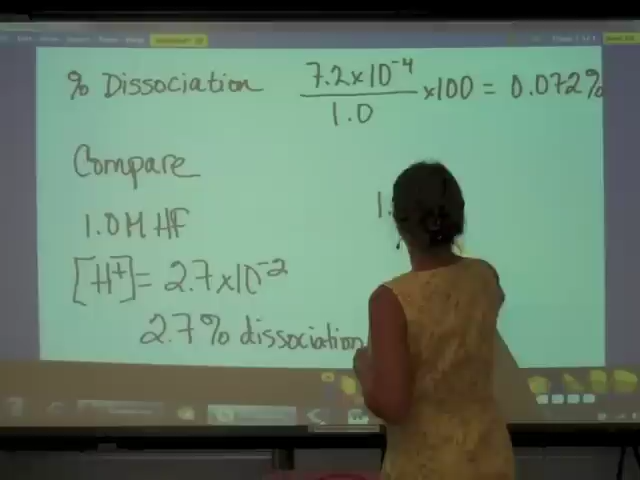 % Dissociation 7.2×10⁻⁴ / 1.0 ×100 = 0.072%
Compare
1.0M HF
[H⁺]= 2.7×10⁻²
2.7% dissociation